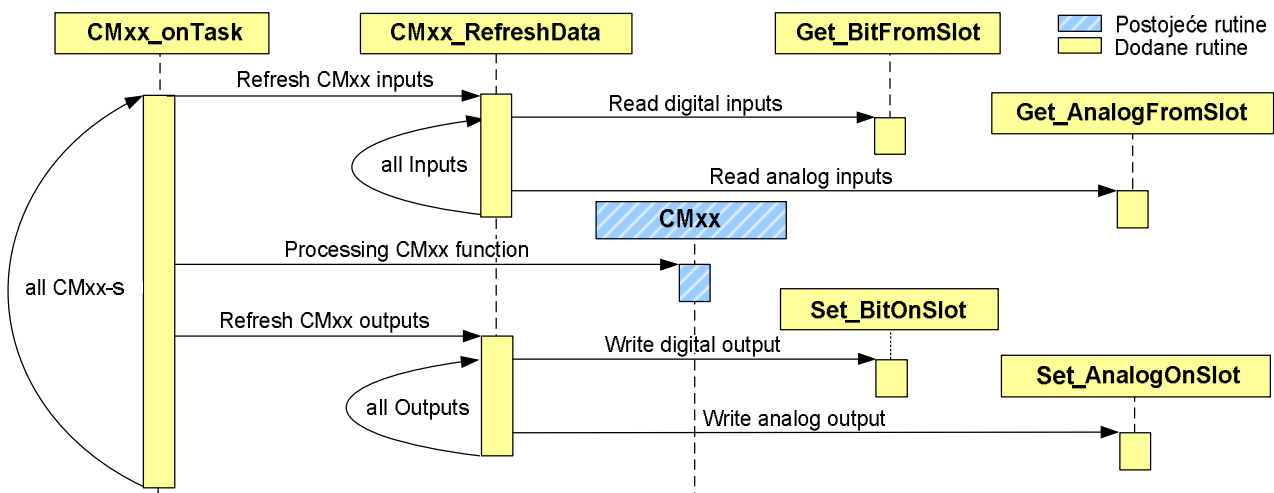 CMxx_onTask
CMxx_RefreshData
Get_BitFromSlot
Postojeće rutine
Dodane rutine
Refresh CMxx inputs
Read digital inputs
Get_AnalogFromSlot
all Inputs
Read analog inputs
CMxx
Processing CMxx function
all CMxx-s
Set_BitOnSlot
Refresh CMxx outputs
Write digital output
Set_AnalogOnSlot
all Outputs
Write analog output